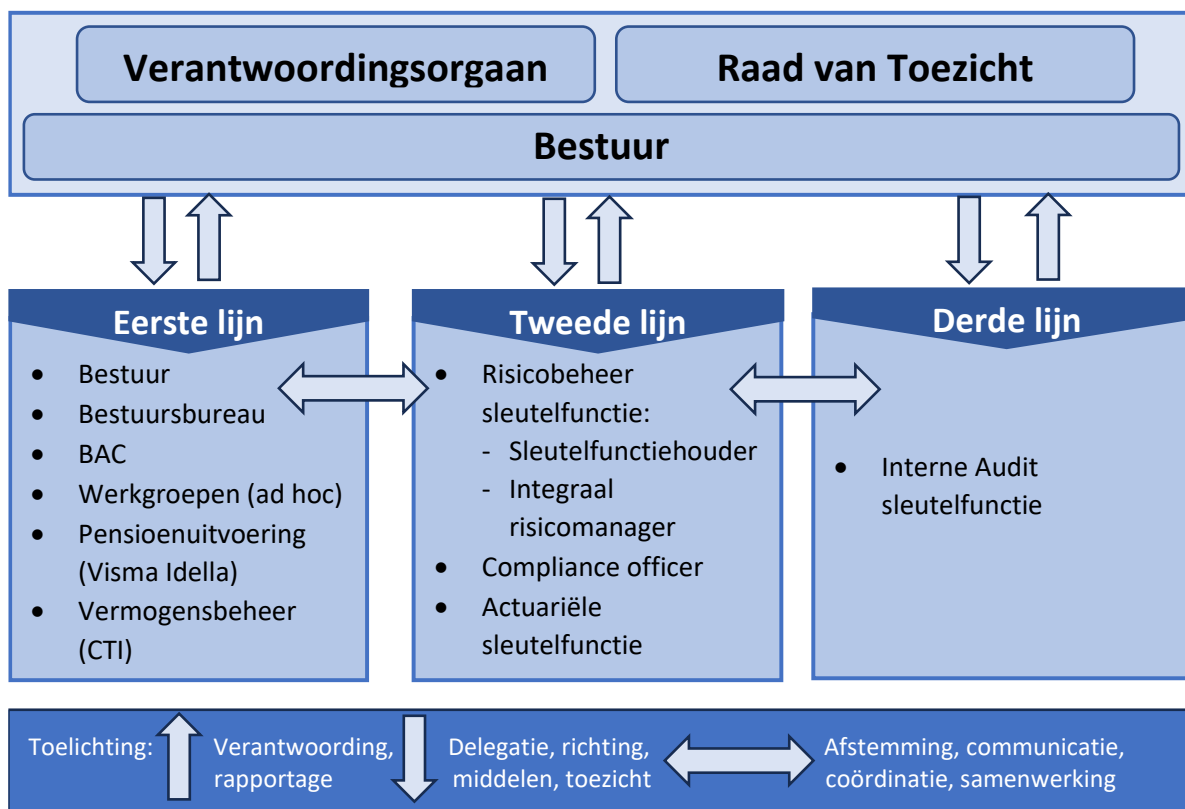 Verantwoordingsorgaan
Raad van Toezicht
Bestuur
Eerste lijn
• Bestuur
• Bestuursbureau
• BAC
• Werkgroepen (ad hoc)
• Pensioenuitvoering
(Visma Idella)
• Vermogensbeheer
(CTI)
Tweede lijn
• Risicobeheer
sleutelfunctie:
- Sleutelfunctiehouder
- Integraal
risicomanager
• Compliance officer
• Actuariële
sleutelfunctie
Derde lijn
• Interne Audit
sleutelfunctie
Toelichting:
Verantwoording,
rapportage
Delegatie, richting,
middelen, toezicht
Afstemming, communicatie,
coördinatie, samenwerking